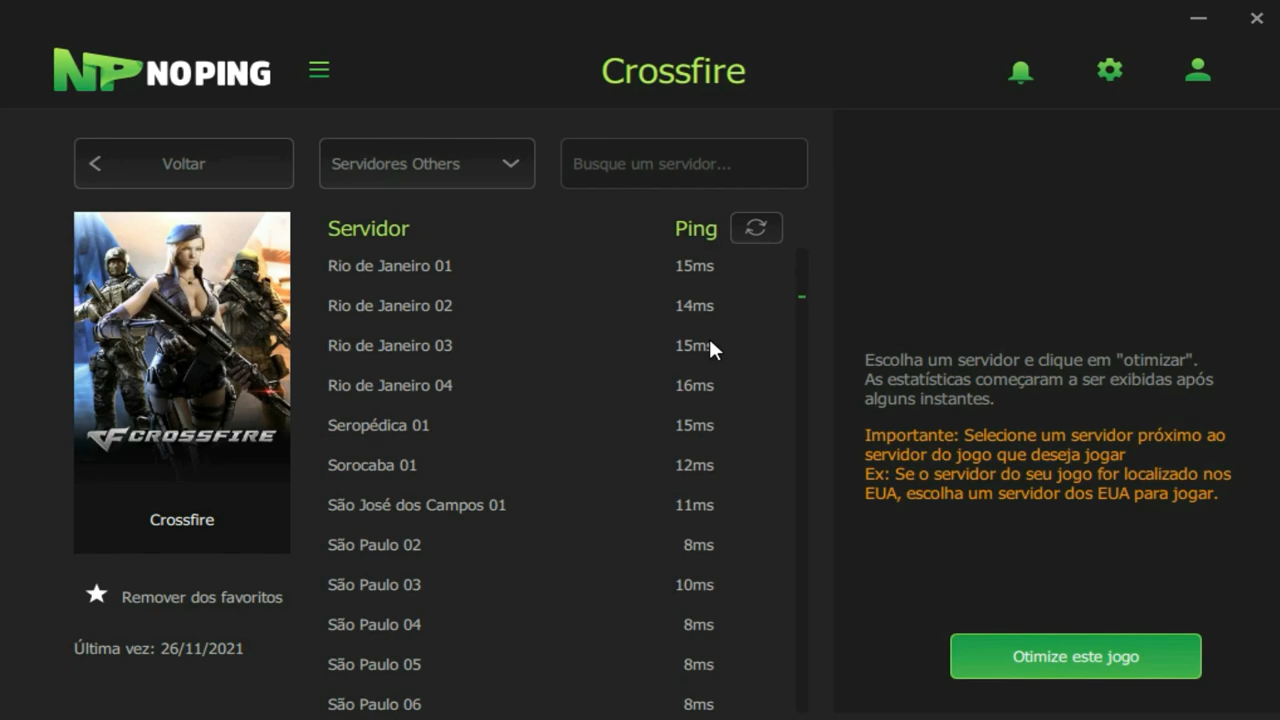 NP NOPING
Crossfire
Voltar
Servidores Others
Busque um servidor...
Servidor Ping
Rio de Janeiro 01 15ms
Rio de Janeiro 02 14ms
Rio de Janeiro 03 15ms
Rio de Janeiro 04 16ms
Seropédica 01 15ms
Sorocaba 01 12ms
São José dos Campos 01 11ms
São Paulo 02 8ms
São Paulo 03 10ms
São Paulo 04 8ms
São Paulo 05 8ms
São Paulo 06 8ms
CF CROSSFIRE
Crossfire
Remover dos favoritos
Última vez: 26/11/2021
Escolha um servidor e clique em "otimizar".
As estatísticas começaram a ser exibidas após
alguns instantes.
Importante: Selecione um servidor próximo ao
servidor do jogo que deseja jogar
Ex: Se o servidor do seu jogo for localizado nos
EUA, escolha um servidor dos EUA para jogar.
Otimize este jogo